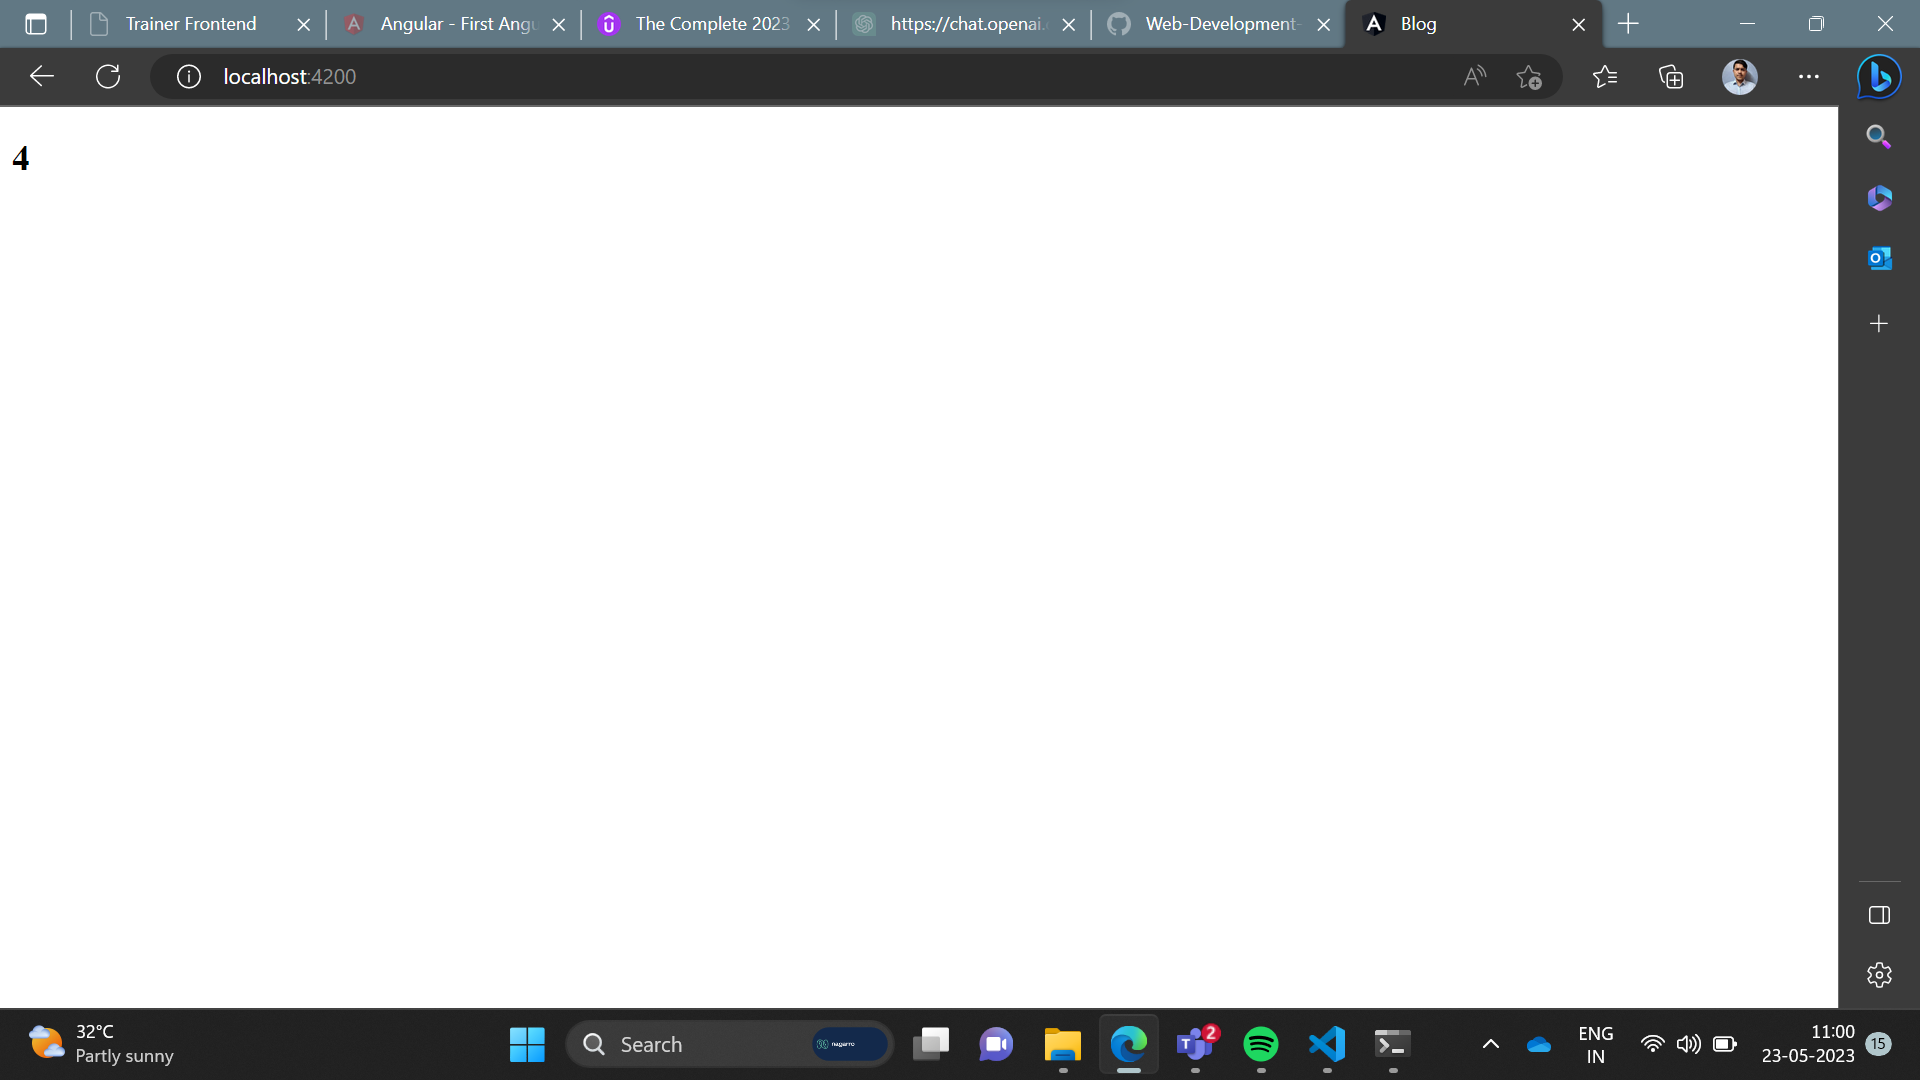 Trainer Frontend
Angular - First Angu
The Complete 2023
https://chat.openai.
Web-Development-
Blog
localhost:4200
4
32°C
Partly sunny
Search
nagarro
2
ENG
IN
11:00
23-05-2023
15